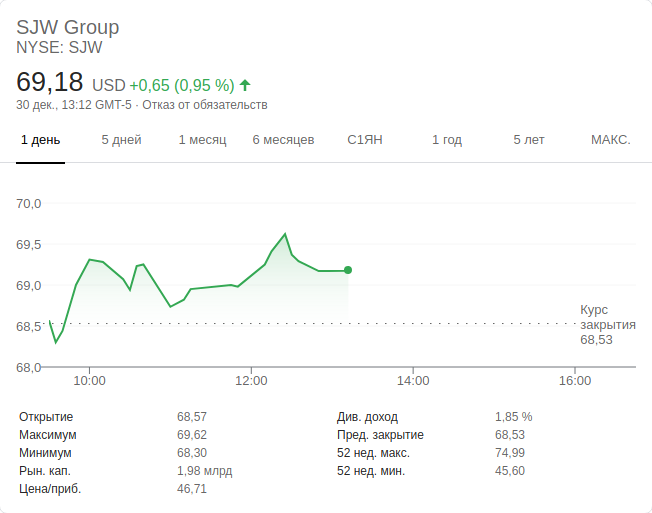 SJW Group
NYSE: SJW
69,18 USD +0,65 (0,95 %)
30 дек., 13:12 GMT-5 · Отказ от обязательств
1 день 5 дней 1 месяц 6 месяцев С1ЯН 1 год 5 лет МАКС.
70,0
69,5
69,0
68,5
68,0
Курс
закрытия
68,53
10:00 12:00 14:00 16:00
Открытие 68,57 Див. доход 1,85 %
Максимум 69,62 Пред. закрытие 68,53
Минимум 68,30 52 нед. макс. 74,99
Рын. кап. 1,98 млрд 52 нед. мин. 45,60
Цена/приб. 46,71